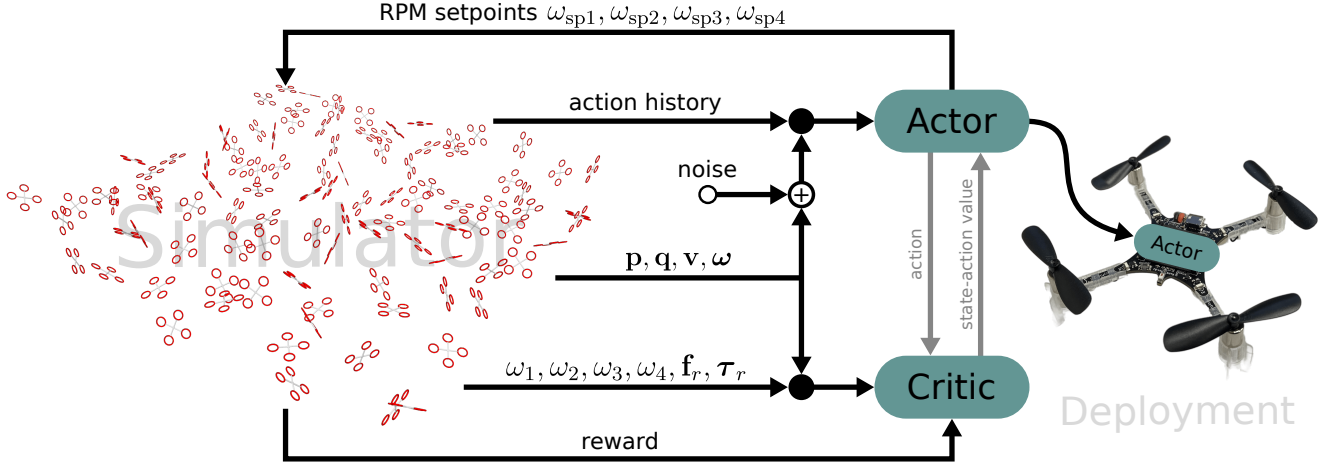 RPM setpoints ω_sp1, ω_sp2, ω_sp3, ω_sp4
action history
Actor
noise
+
Simulator
Actor
p, q, v, ω
action
state-action value
ω_1, ω_2, ω_3, ω_4, f_r, τ_r
Critic
Deployment
reward